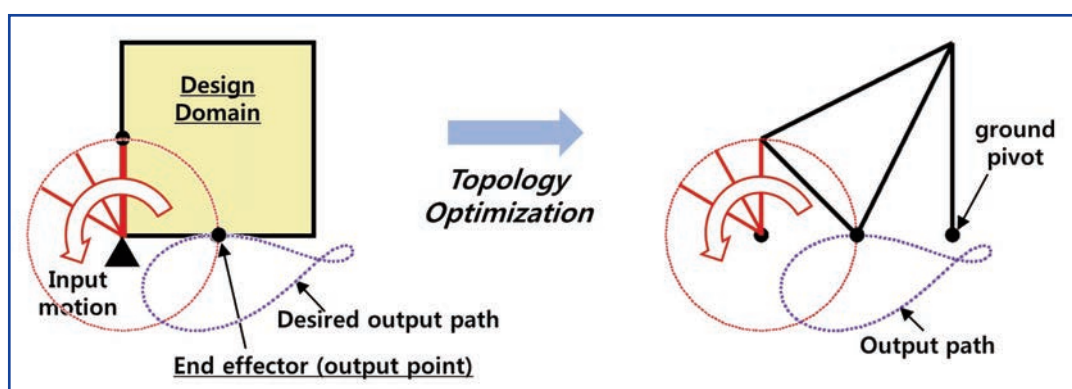 Design
Domain
Input
motion
Desired output path
End effector (output point)
Topology
Optimization
ground
pivot
Output path